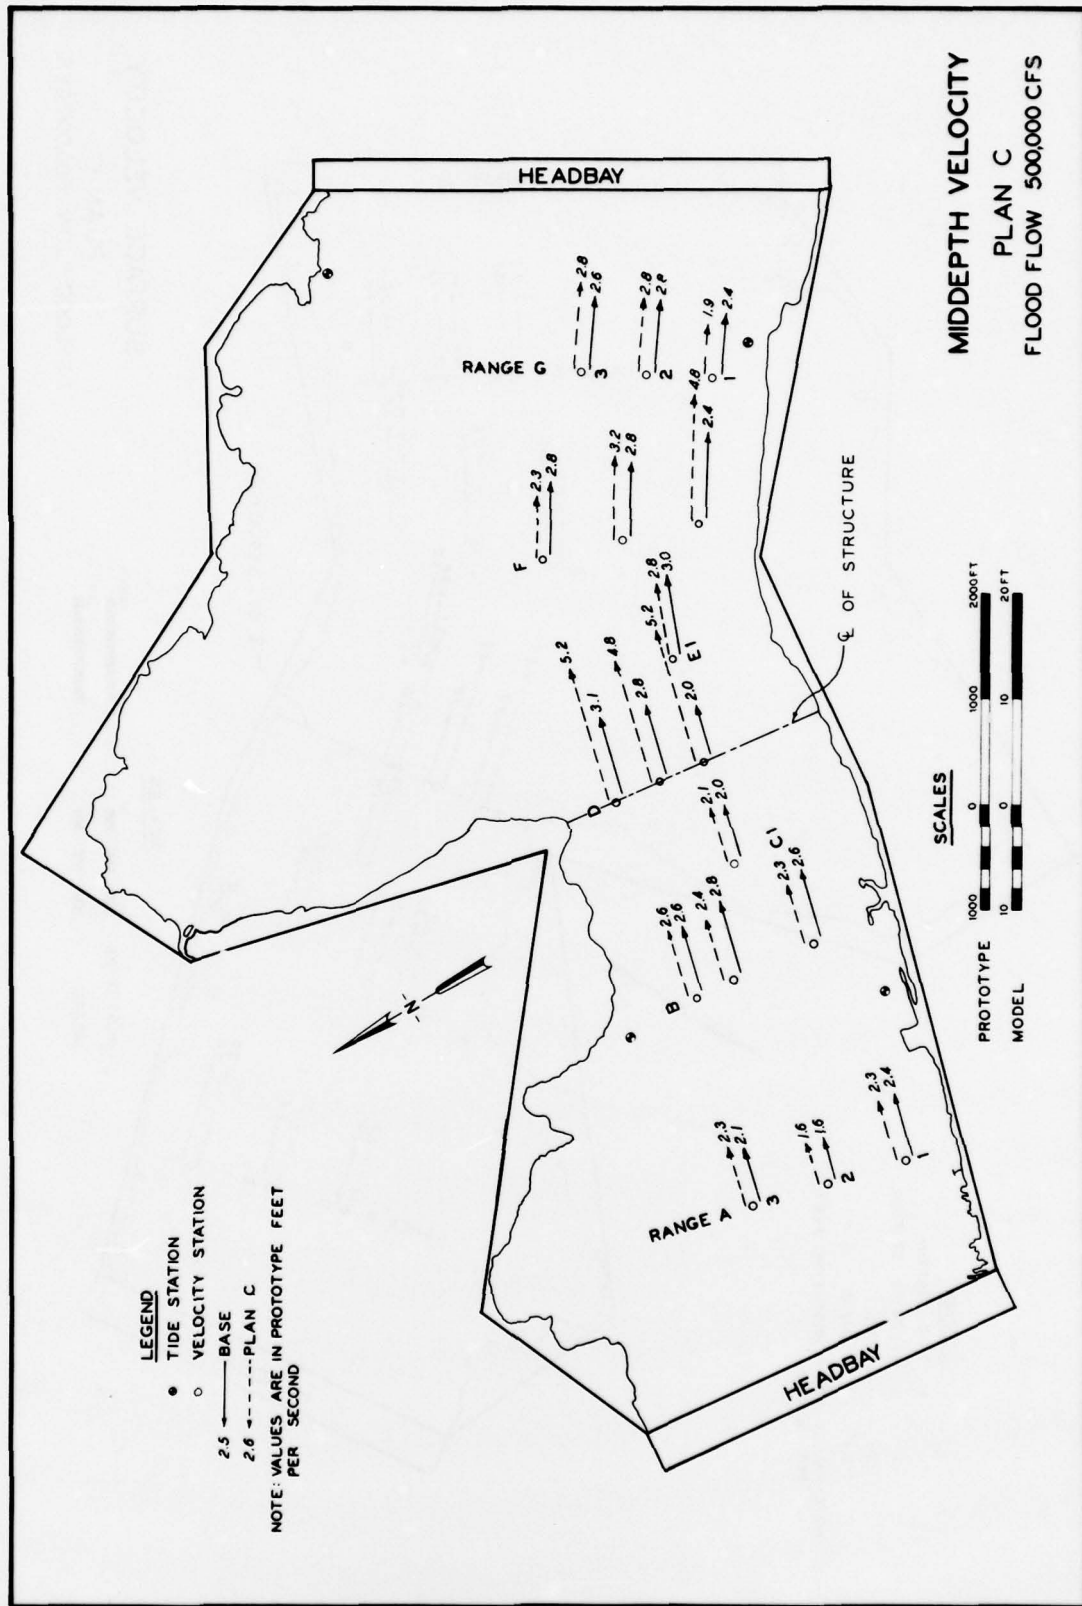 HEADBAY
RANGE G
3
2.8
2.6
2
2.8
1
1.9
2.4
F
2.3
2.8
3.2
2.8
4.8
2.4
D
5.2
3.1
4.8
2.8
5.2
2.0
E1
2.8
3.0
℄ OF STRUCTURE
B
2.6
2.6
2.4
2.8
2.1
2.0
C1
2.3
2.6
N
RANGE A
3
2.3
2.1
2
1.6
1.6
1
2.3
2.4
HEADBAY
LEGEND
TIDE STATION
VELOCITY STATION
2.5 BASE
2.6 PLAN C
NOTE: VALUES ARE IN PROTOTYPE FEET
PER SECOND
SCALES
PROTOTYPE 1000 0 1000 2000 FT
MODEL 10 0 10 20 FT
MIDDEPTH VELOCITY
PLAN C
FLOOD FLOW 500,000 CFS